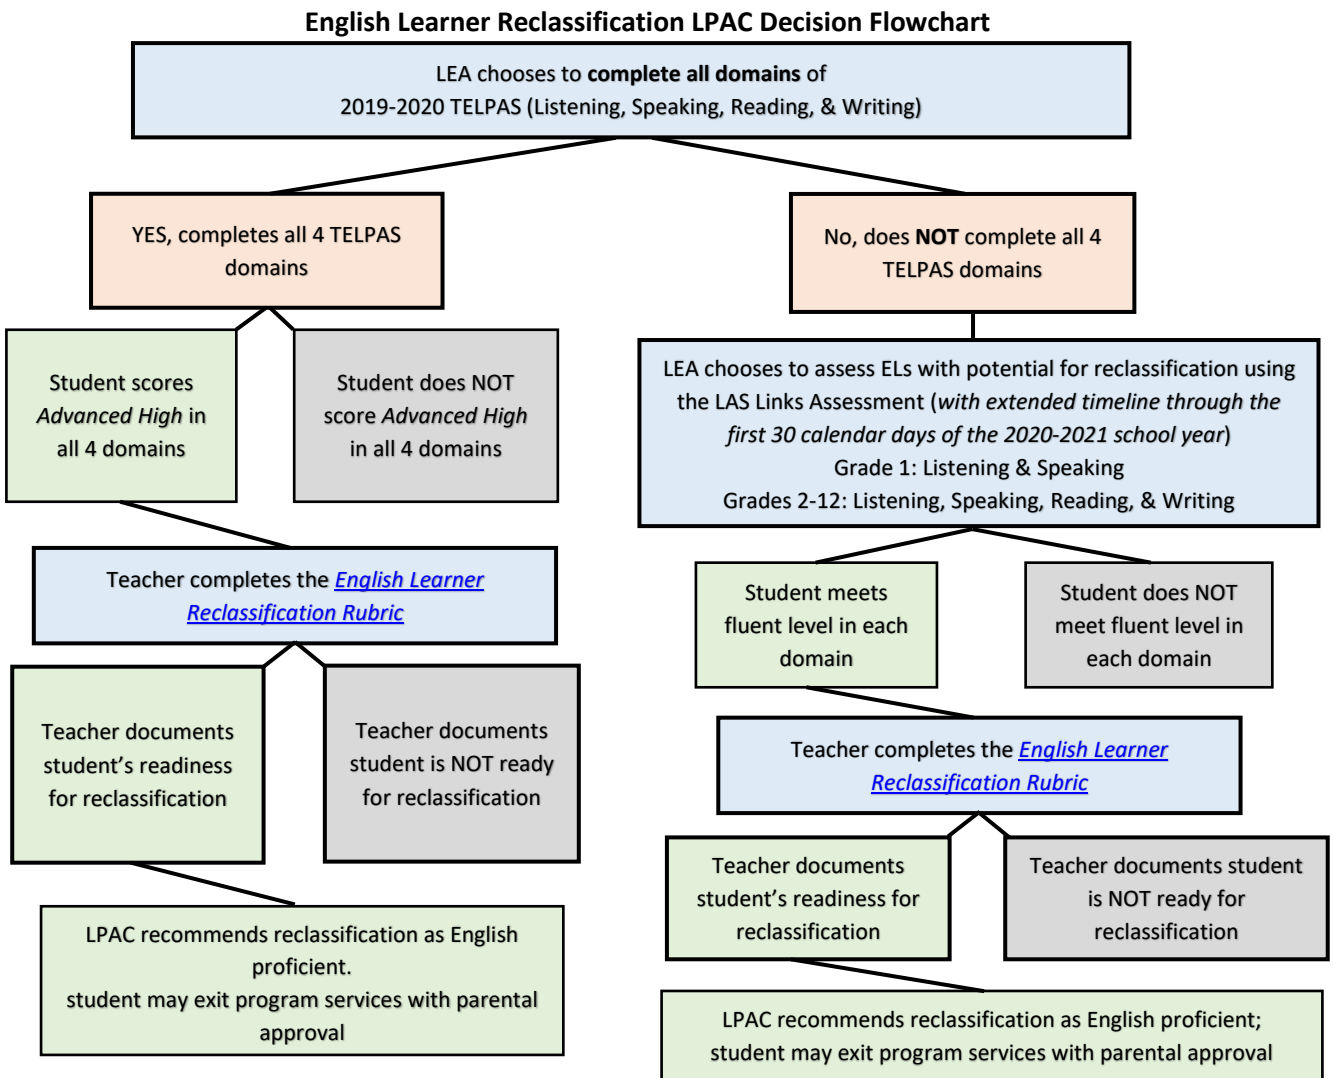 English Learner Reclassification LPAC Decision Flowchart
LEA chooses to complete all domains of
2019-2020 TELPAS (Listening, Speaking, Reading, & Writing)
YES, completes all 4 TELPAS
domains
No, does NOT complete all 4
TELPAS domains
Student scores
Advanced High in
all 4 domains
Student does NOT
score Advanced High
in all 4 domains
LEA chooses to assess ELs with potential for reclassification using
the LAS Links Assessment (with extended timeline through the
first 30 calendar days of the 2020-2021 school year)
Grade 1: Listening & Speaking
Grades 2-12: Listening, Speaking, Reading, & Writing
Teacher completes the English Learner
Reclassification Rubric
Student meets
fluent level in each
domain
Student does NOT
meet fluent level in
each domain
Teacher documents
student’s readiness
for reclassification
Teacher documents
student is NOT ready
for reclassification
Teacher completes the English Learner
Reclassification Rubric
Teacher documents
student’s readiness for
reclassification
Teacher documents student
is NOT ready for
reclassification
LPAC recommends reclassification as English
proficient.
student may exit program services with parental
approval
LPAC recommends reclassification as English proficient;
student may exit program services with parental approval